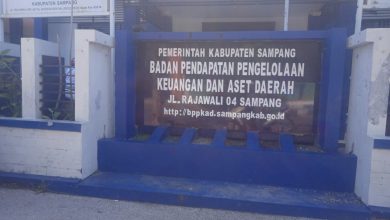 KABUPATEN SAMPANG
PEMERINTAH KABUPATEN SAMPANG
BADAN PENDAPATAN PENGELOLAAN
KEUANGAN DAN ASET DAERAH
JL. RAJAWALI 04 SAMPANG
http://bppkad.sampangkab.go.id